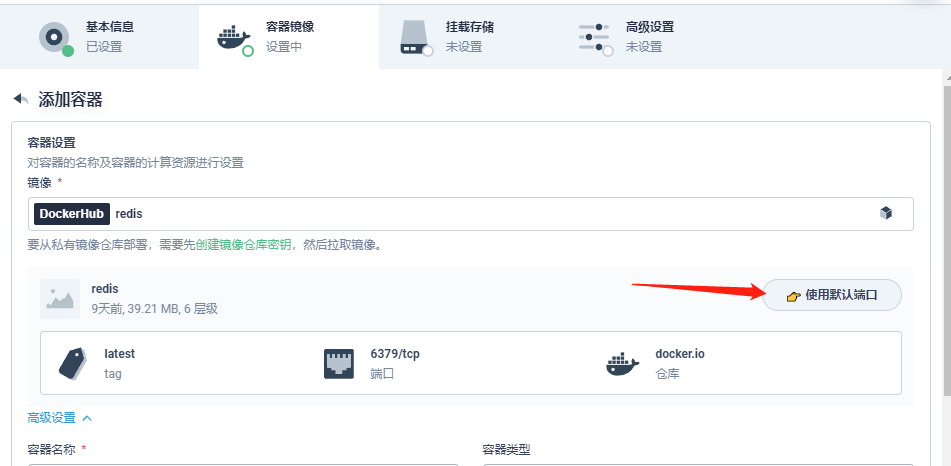 基本信息
已设置
容器镜像
设置中
挂载存储
未设置
高级设置
未设置
添加容器
容器设置
对容器的名称及容器的计算资源进行设置
镜像 *
DockerHub redis
要从私有镜像仓库部署，需要先创建镜像仓库密钥，然后拉取镜像。
redis
9天前, 39.21 MB, 6 层级
使用默认端口
latest
tag
6379/tcp
端口
docker.io
仓库
高级设置
容器名称 *
容器类型